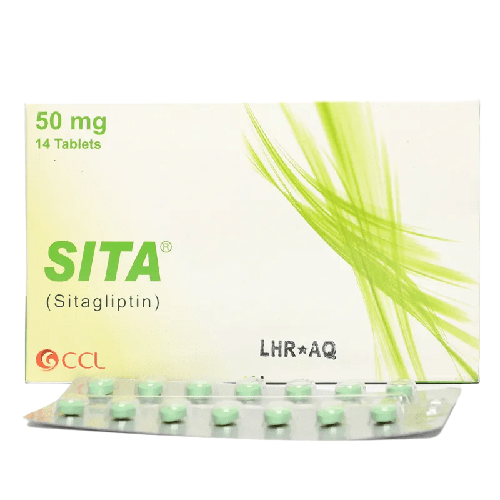 50 mg
14 Tablets
SITA®
(Sitagliptin)
LHR★AQ
CCL